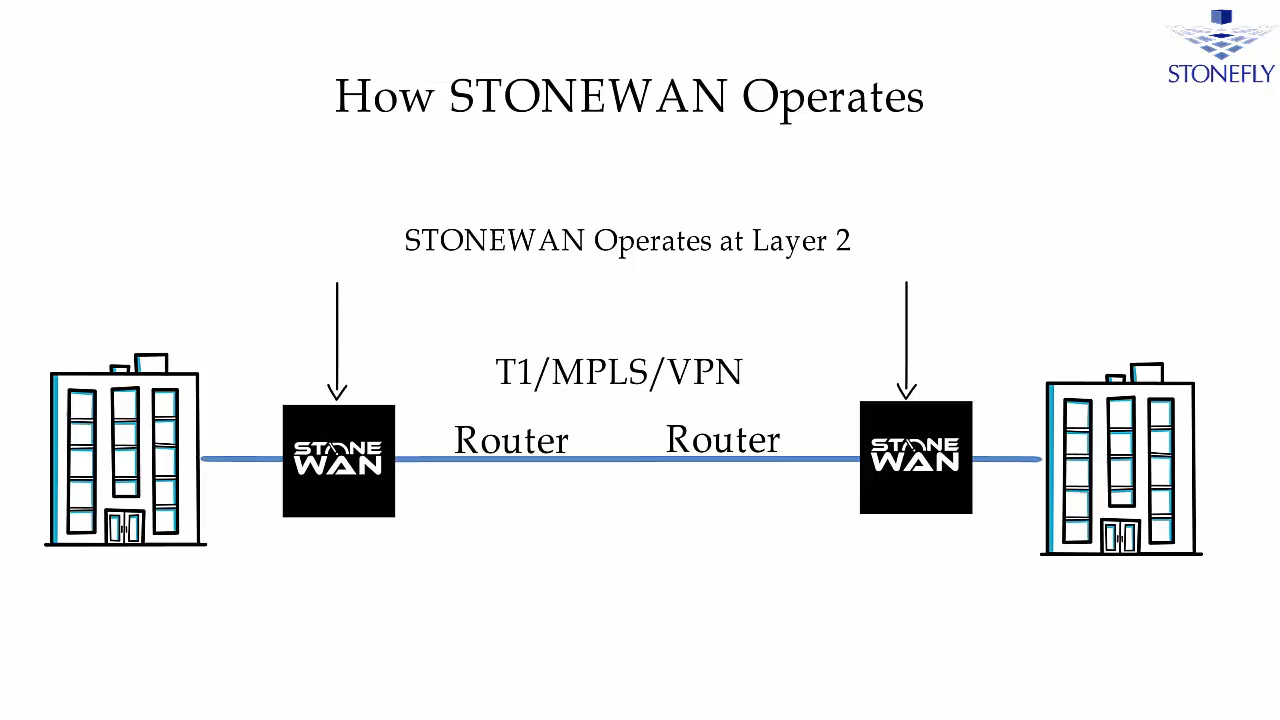 STONEFLY
How STONEWAN Operates
STONEWAN Operates at Layer 2
T1/MPLS/VPN
Router
Router
STONE
WAN
STONE
WAN